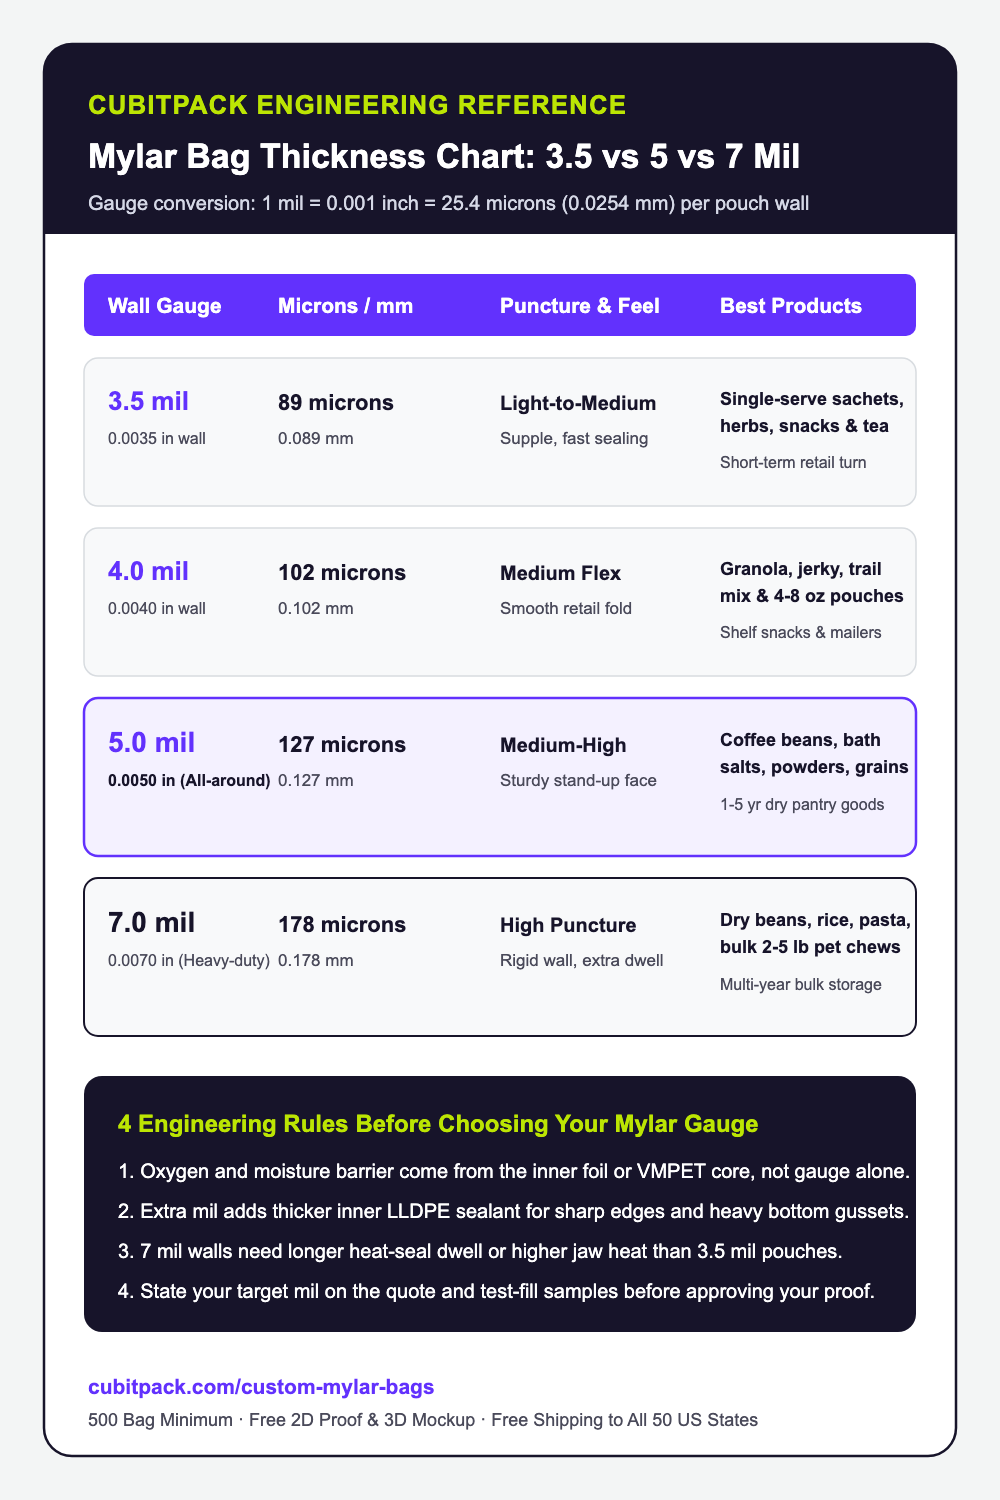 CUBITPACK ENGINEERING REFERENCE
Mylar Bag Thickness Chart: 3.5 vs 5 vs 7 Mil
Gauge conversion: 1 mil = 0.001 inch = 25.4 microns (0.0254 mm) per pouch wall
Wall Gauge Microns / mm Puncture & Feel Best Products
3.5 mil
0.0035 in wall
89 microns
0.089 mm
Light-to-Medium
Supple, fast sealing
Single-serve sachets,
herbs, snacks & tea
Short-term retail turn
4.0 mil
0.0040 in wall
102 microns
0.102 mm
Medium Flex
Smooth retail fold
Granola, jerky, trail
mix & 4-8 oz pouches
Shelf snacks & mailers
5.0 mil
0.0050 in (All-around)
127 microns
0.127 mm
Medium-High
Sturdy stand-up face
Coffee beans, bath
salts, powders, grains
1-5 yr dry pantry goods
7.0 mil
0.0070 in (Heavy-duty)
178 microns
0.178 mm
High Puncture
Rigid wall, extra dwell
Dry beans, rice, pasta,
bulk 2-5 lb pet chews
Multi-year bulk storage
4 Engineering Rules Before Choosing Your Mylar Gauge
1. Oxygen and moisture barrier come from the inner foil or VMPET core, not gauge alone.
2. Extra mil adds thicker inner LLDPE sealant for sharp edges and heavy bottom gussets.
3. 7 mil walls need longer heat-seal dwell or higher jaw heat than 3.5 mil pouches.
4. State your target mil on the quote and test-fill samples before approving your proof.
cubitpack.com/custom-mylar-bags
500 Bag Minimum · Free 2D Proof & 3D Mockup · Free Shipping to All 50 US States